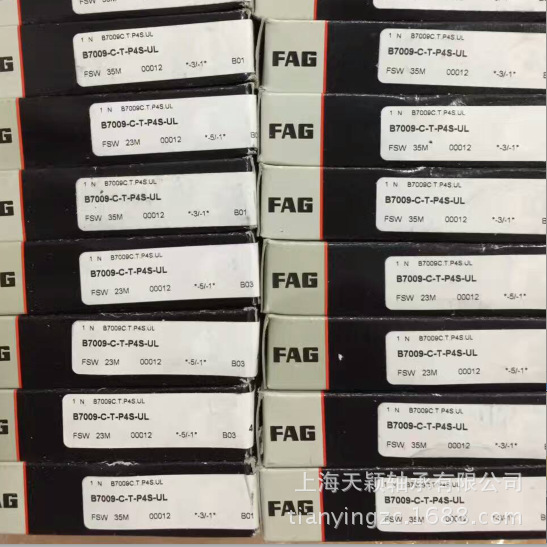 1 N B7009C.T.P4S.UL
B7009-C-T-P4S-UL
FSW 35M 00012 *-3/-1* B01
1 N B7009C.T.P4S.UL
B7009-C-T-P4S-UL
FSW 23M 00012 *-5/-1*
1 N B7009C.T.P4S.UL
B7009-C-T-P4S-UL
FSW 35M 00012 *-3/-1* B01
1 N B7009C.T.P4S.UL
B7009-C-T-P4S-UL
FSW 23M 00012 *-5/-1* B03
1 N B7009C.T.P4S.UL
B7009-C-T-P4S-UL
FSW 23M 00012 *-5/-1* B03
1 N B7009C.T.P4S.UL
B7009-C-T-P4S-UL
FSW 23M 00012 *-5/-1* B03
1 N B7009C.T.P4S.UL
B7009-C-T-P4S-UL
FSW 35M 00012 *-3/-1* B01
FAG
1 N B7009C.T.P4S.UL
B7009-C-T-P4S-UL
FSW 35M 00012 *-3/-1*
FAG
1 N B7009C.T.P4S.UL
B7009-C-T-P4S-UL
FSW 35M 00012 *-3/-1*
FAG
1 N B7009C.T.P4S.UL
B7009-C-T-P4S-UL
FSW 35M 00012 *-3/-1*
FAG
1 N B7009C.T.P4S.UL
B7009-C-T-P4S-UL
FSW 23M 00012 *-5/-1*
FAG
1 N B7009C.T.P4S.UL
B7009-C-T-P4S-UL
FSW 23M 00012 *-5/-1*
FAG
1 N B7009C.T.P4S.UL
B7009-C-T-P4S-UL
FSW 35M 00012 *-3/-1*
FAG
B7009-C-T-P4S-UL
FSW 35M 00012
上海天颖轴承有限公司
tianyingzc.1688.com